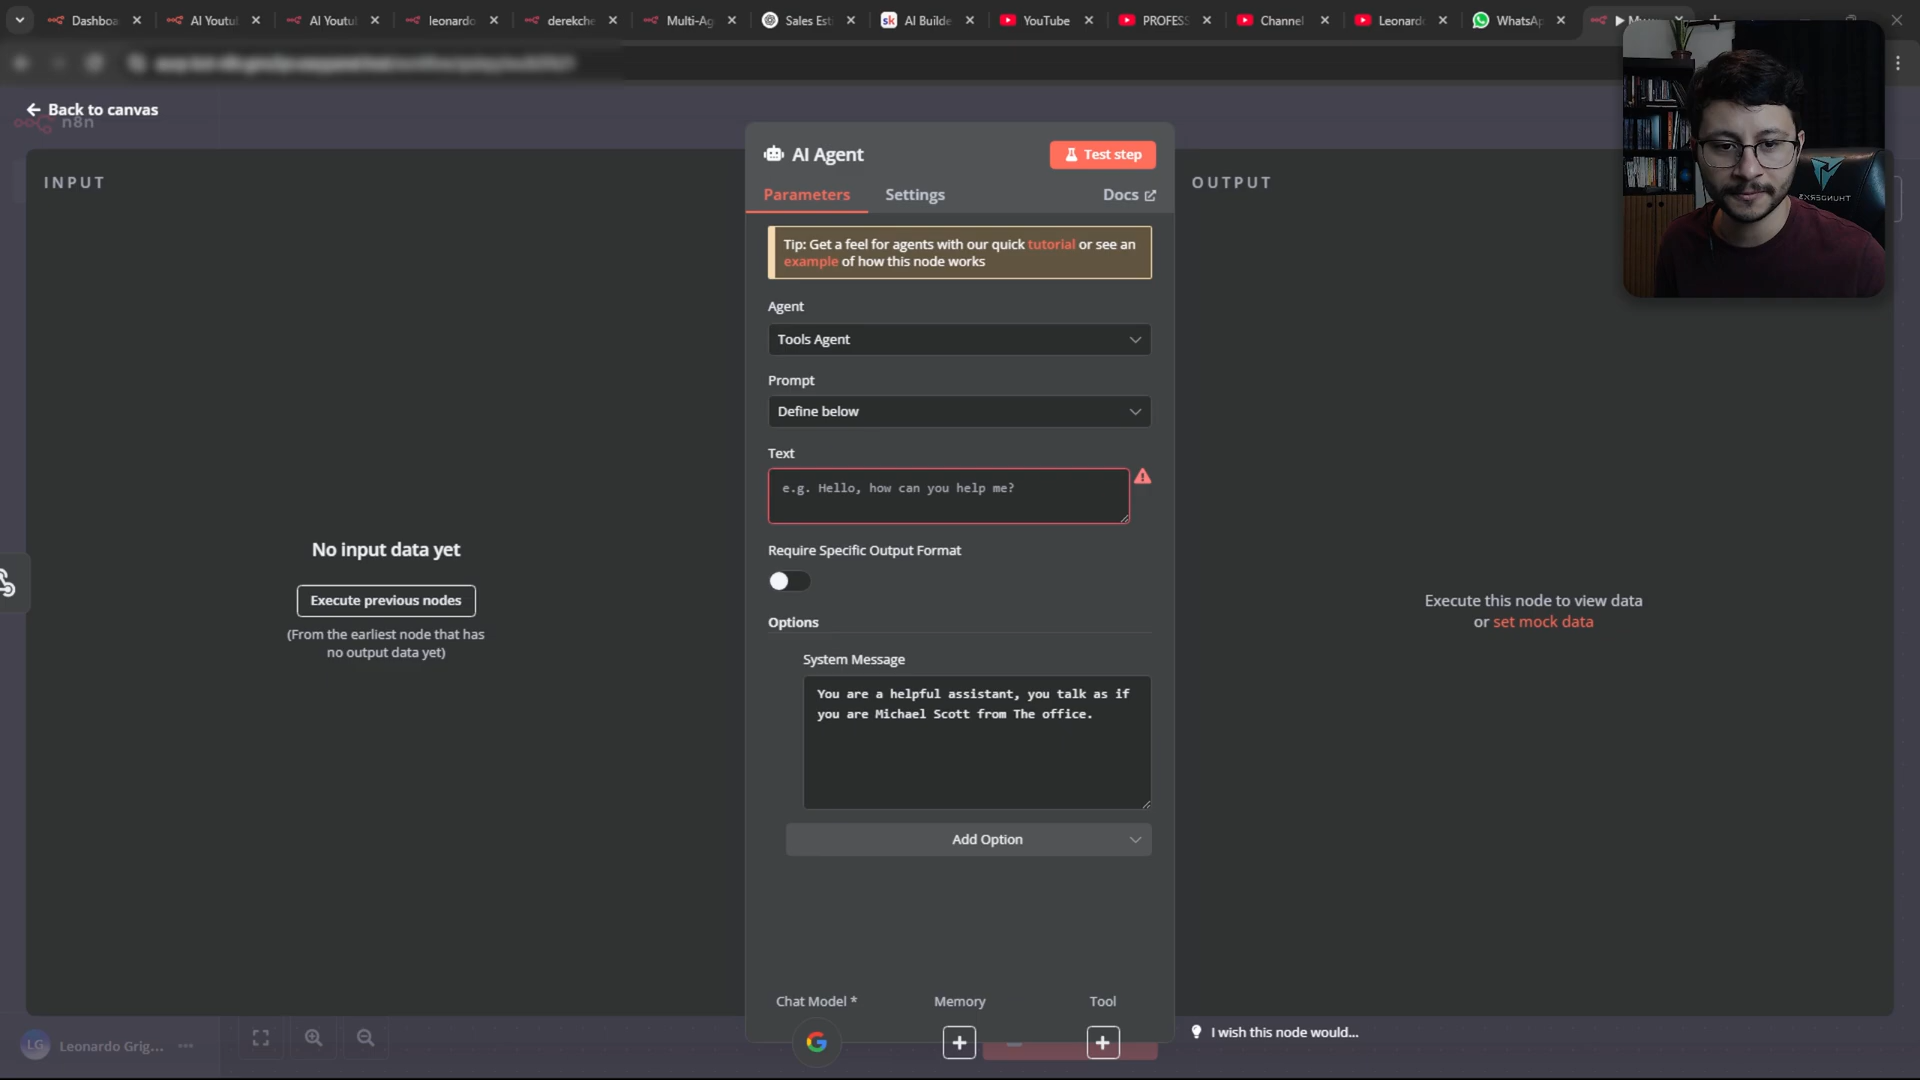 Dashboa
AI Youtu
AI Youtu
leonardo
derekche
Multi-Ag
Sales Est
AI Builde
YouTube
PROFESS
Channel
Leonard
WhatsAp
Back to canvas
n8n
INPUT
AI Agent
Test step
OUTPUT
Parameters
Settings
Docs
Tip: Get a feel for agents with our quick tutorial or see an
example of how this node works
Agent
Tools Agent
Prompt
Define below
Text
e.g. Hello, how can you help me?
Require Specific Output Format
No input data yet
Execute previous nodes
(From the earliest node that has
no output data yet)
Execute this node to view data
or set mock data
Options
System Message
You are a helpful assistant, you talk as if
you are Michael Scott from The office.
Add Option
Chat Model *
Memory
Tool
I wish this node would...
LG
Leonardo Grig...
THUNDERX3